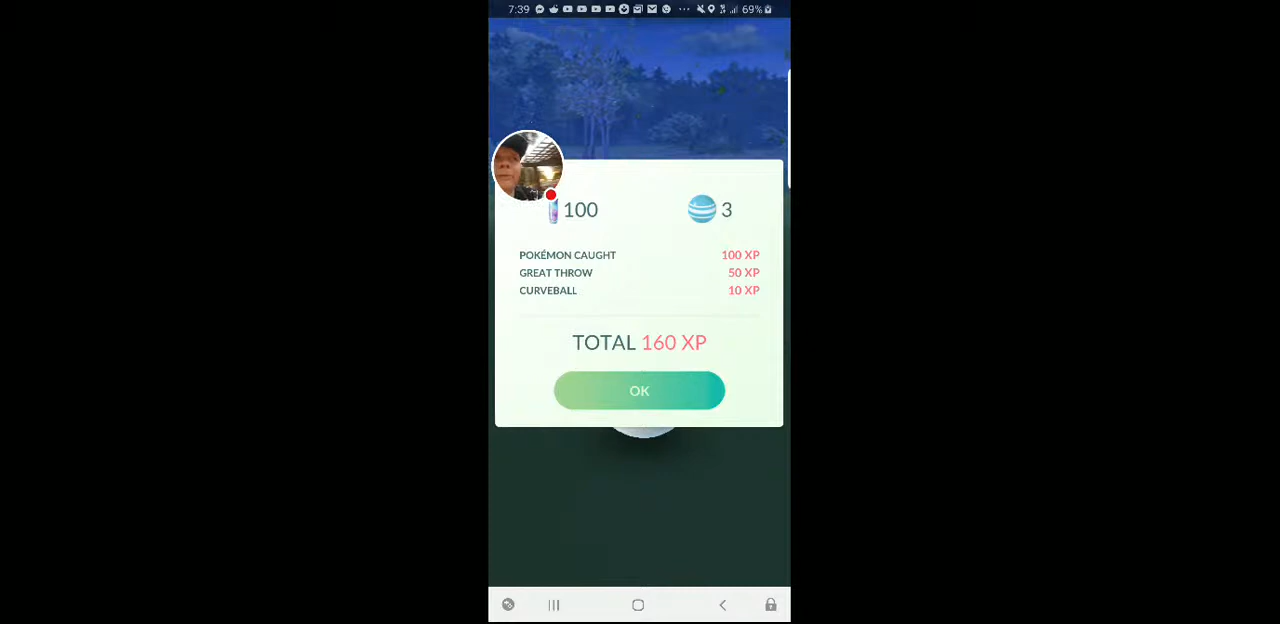 7:39 69%
100 3
POKÉMON CAUGHT 100 XP
GREAT THROW 50 XP
CURVEBALL 10 XP
TOTAL 160 XP
OK